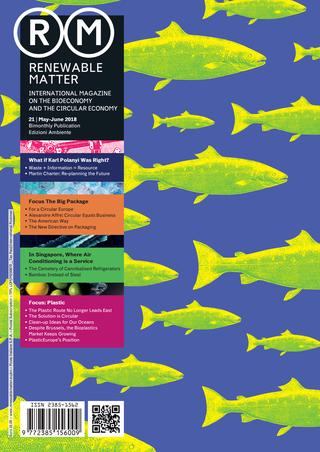 RM
RENEWABLE
MATTER
INTERNATIONAL MAGAZINE
ON THE BIOECONOMY
AND THE CIRCULAR ECONOMY
21 | May-June 2018
Bimonthly Publication
Edizioni Ambiente
What if Karl Polanyi Was Right?
• Waste + Information = Resource
• Martin Charter: Re-planning the Future
Focus The Big Package
• For a Circular Europe
• Alexandre Affre: Circular Equals Business
• The American Way
• The New Directive on Packaging
In Singapore, Where Air
Conditioning is a Service
• The Cemetery of Cannibalised Refrigerators
• Bamboo Instead of Steel
Focus: Plastic
• The Plastic Route No Longer Leads East
• The Solution is Circular
• Clean-up Ideas for Our Oceans
• Despite Brussels, the Bioplastics
Market Keeps Growing
• PlasticEurope's Position
ISSN 2385-1562
9 772385 156009